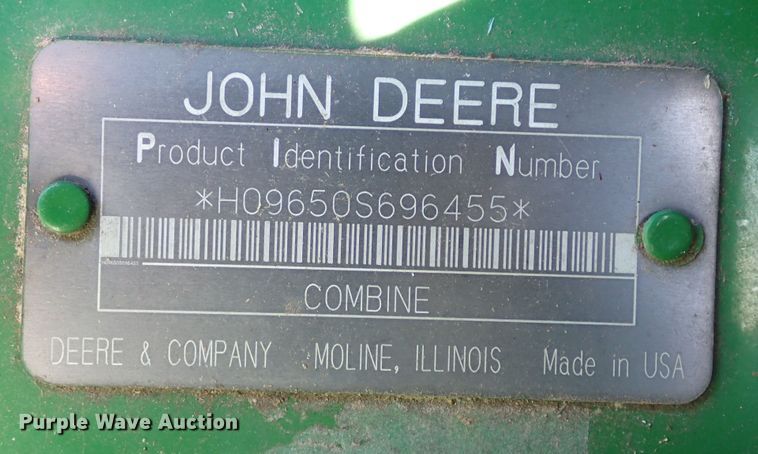 JOHN DEERE
Product Identification Number
*H09650S696455*
COMBINE
DEERE & COMPANY MOLINE, ILLINOIS Made in USA
Purple Wave Auction